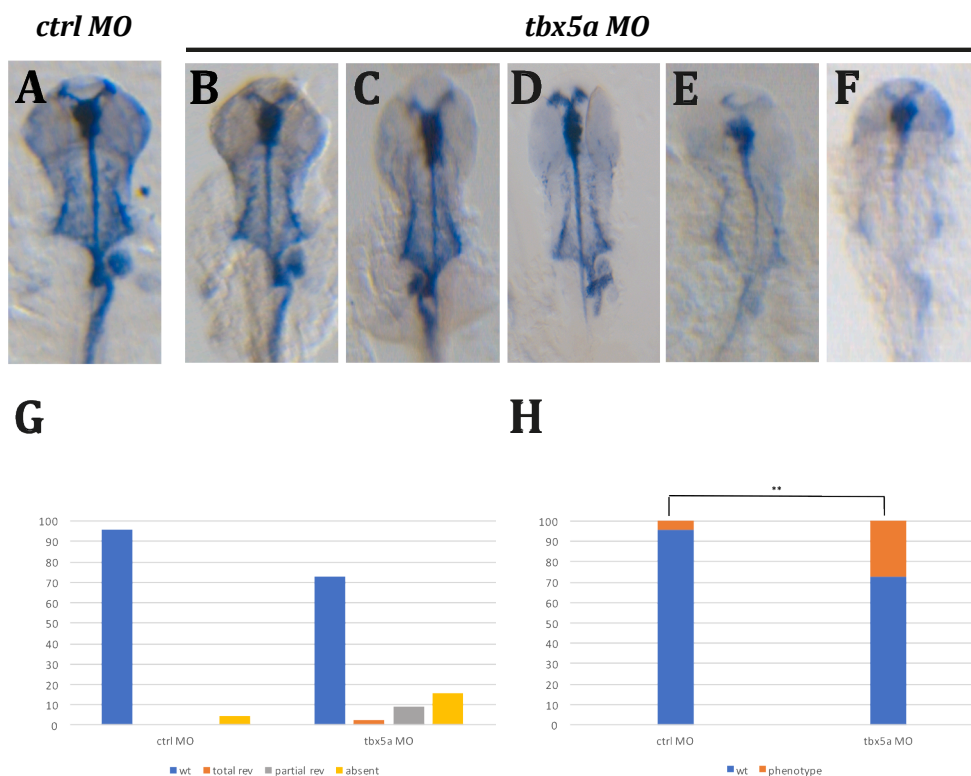 ctrl MO
tbx5a MO
A
B
C
D
E
F
G
H
100
90
80
70
60
50
40
30
20
10
0
ctrl MO
tbx5a MO
wt
total rev
partial rev
absent
**
100
90
80
70
60
50
40
30
20
10
0
ctrl MO
tbx5a MO
wt
phenotype